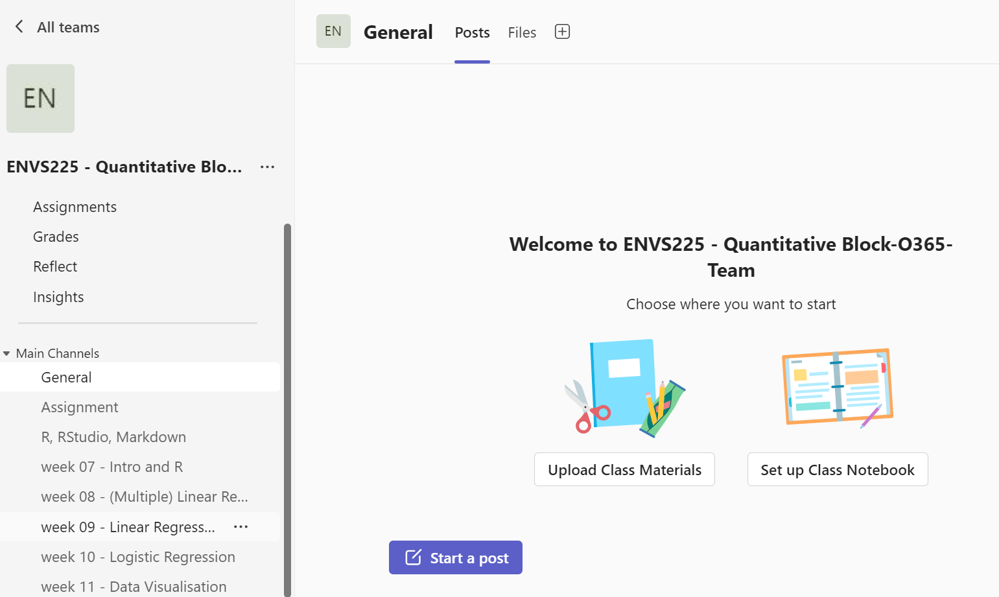 All teams
EN
ENVS225 - Quantitative Blo...
Assignments
Grades
Reflect
Insights
Main Channels
General
Assignment
R, RStudio, Markdown
week 07 - Intro and R
week 08 - (Multiple) Linear Re...
week 09 - Linear Regress...
week 10 - Logistic Regression
week 11 - Data Visualisation
EN General Posts Files
Welcome to ENVS225 - Quantitative Block-O365-
Team
Choose where you want to start
Upload Class Materials
Set up Class Notebook
Start a post